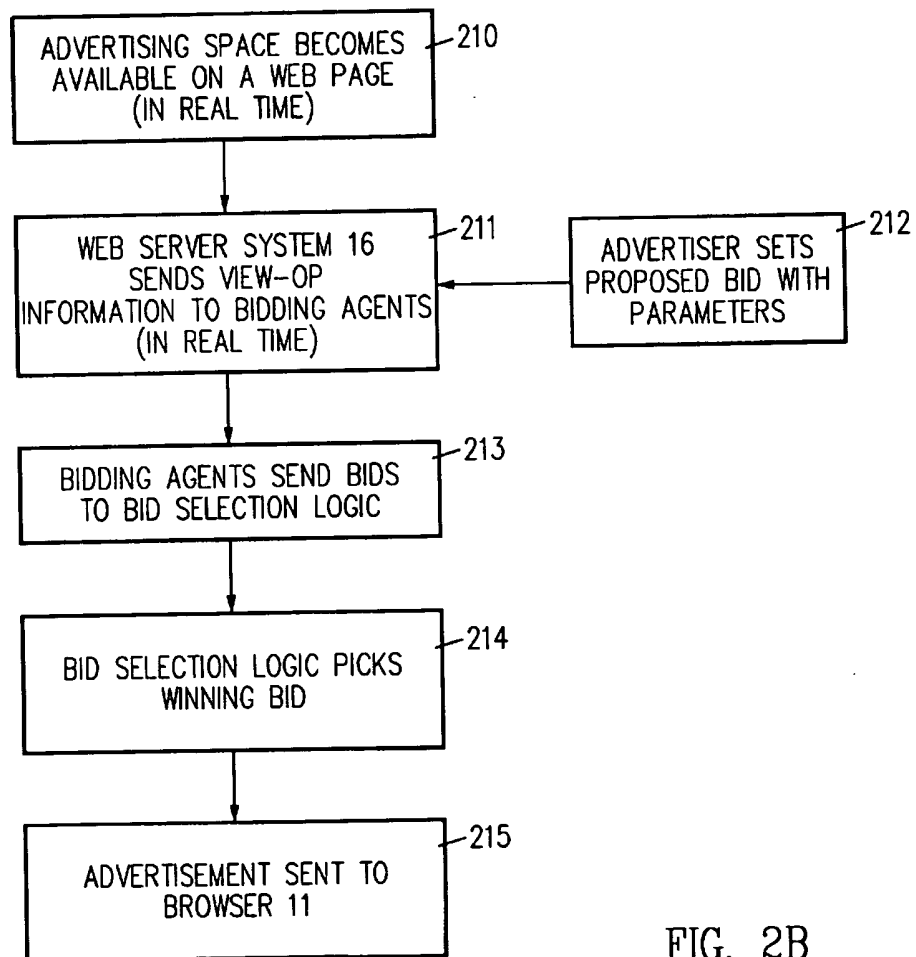 ADVERTISING SPACE BECOMES
AVAILABLE ON A WEB PAGE
(IN REAL TIME)
210
WEB SERVER SYSTEM 16
SENDS VIEW-OP
INFORMATION TO BIDDING AGENTS
(IN REAL TIME)
211
ADVERTISER SETS
PROPOSED BID WITH
PARAMETERS
212
BIDDING AGENTS SEND BIDS
TO BID SELECTION LOGIC
213
BID SELECTION LOGIC PICKS
WINNING BID
214
ADVERTISEMENT SENT TO
BROWSER 11
215
FIG. 2B